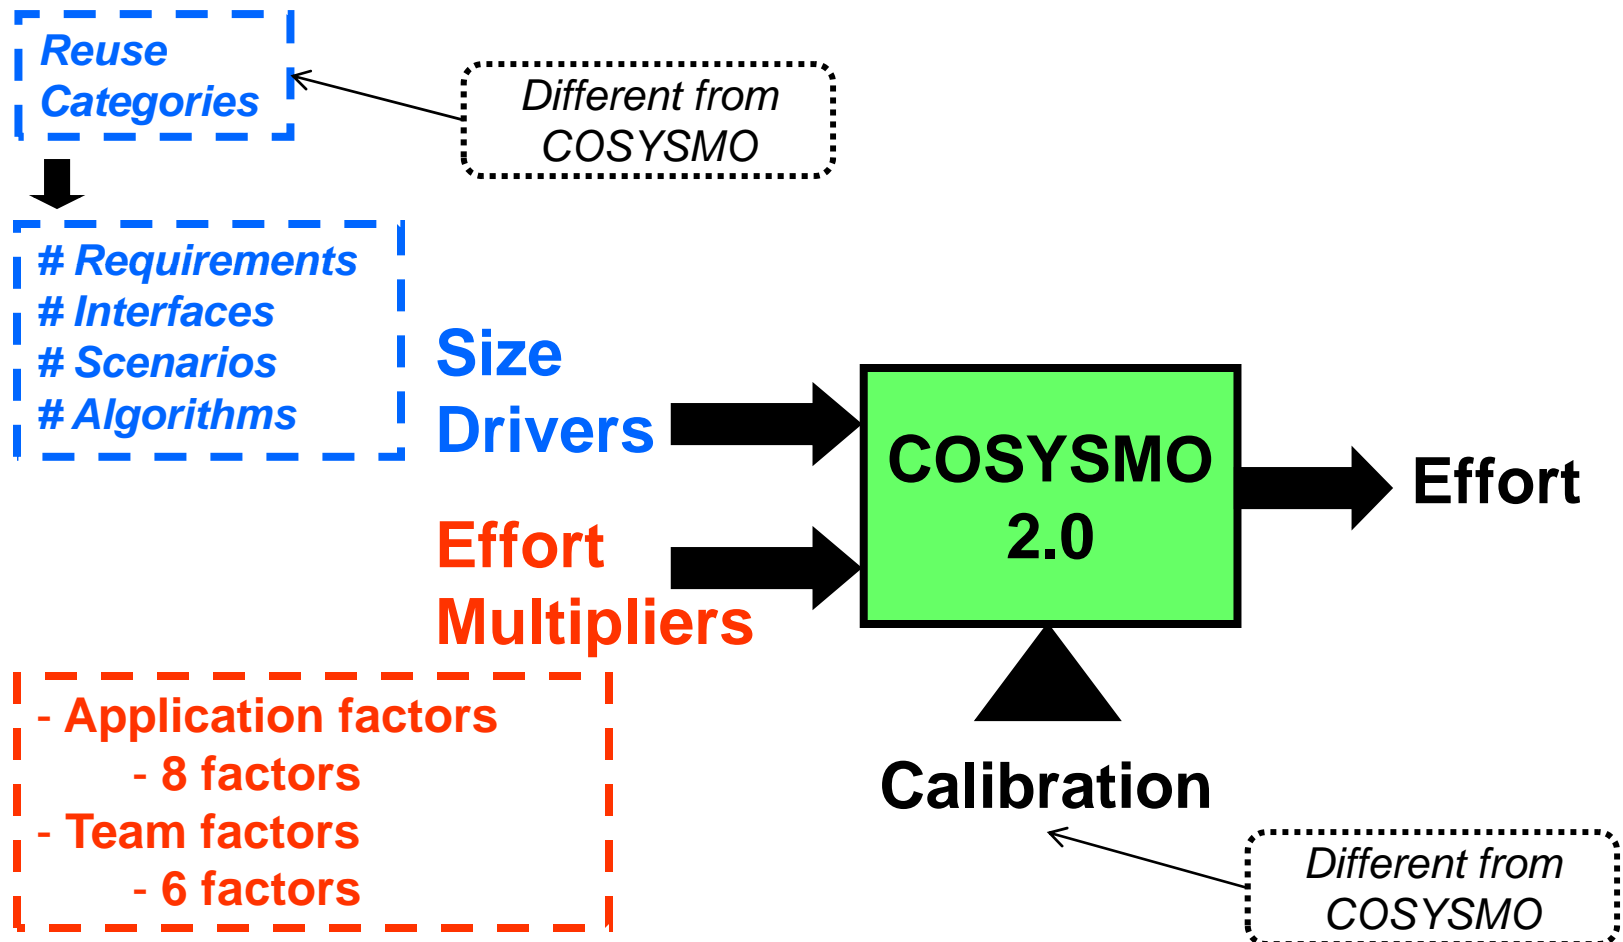 Reuse
Categories
Different from
COSYSMO
# Requirements
# Interfaces
# Scenarios
# Algorithms
Size
Drivers
Effort
Multipliers
COSYSMO
2.0
Effort
- Application factors
- 8 factors
- Team factors
- 6 factors
Calibration
Different from
COSYSMO